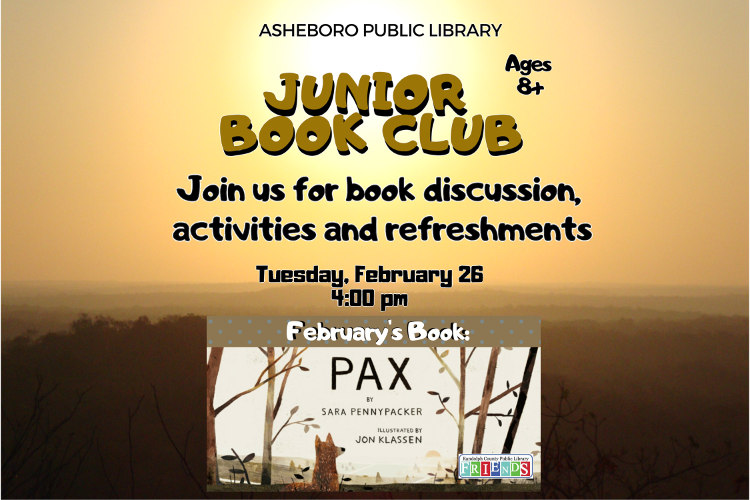 ASHEBORO PUBLIC LIBRARY
Ages
8+
JUNIOR
BOOK CLUB
Join us for book discussion,
activities and refreshments
Tuesday, February 26
4:00 pm
February's Book:
PAX
BY
SARA PENNYPACKER
ILLUSTRATED BY
JON KLASSEN
Randolph County Public Library
FRIENDS